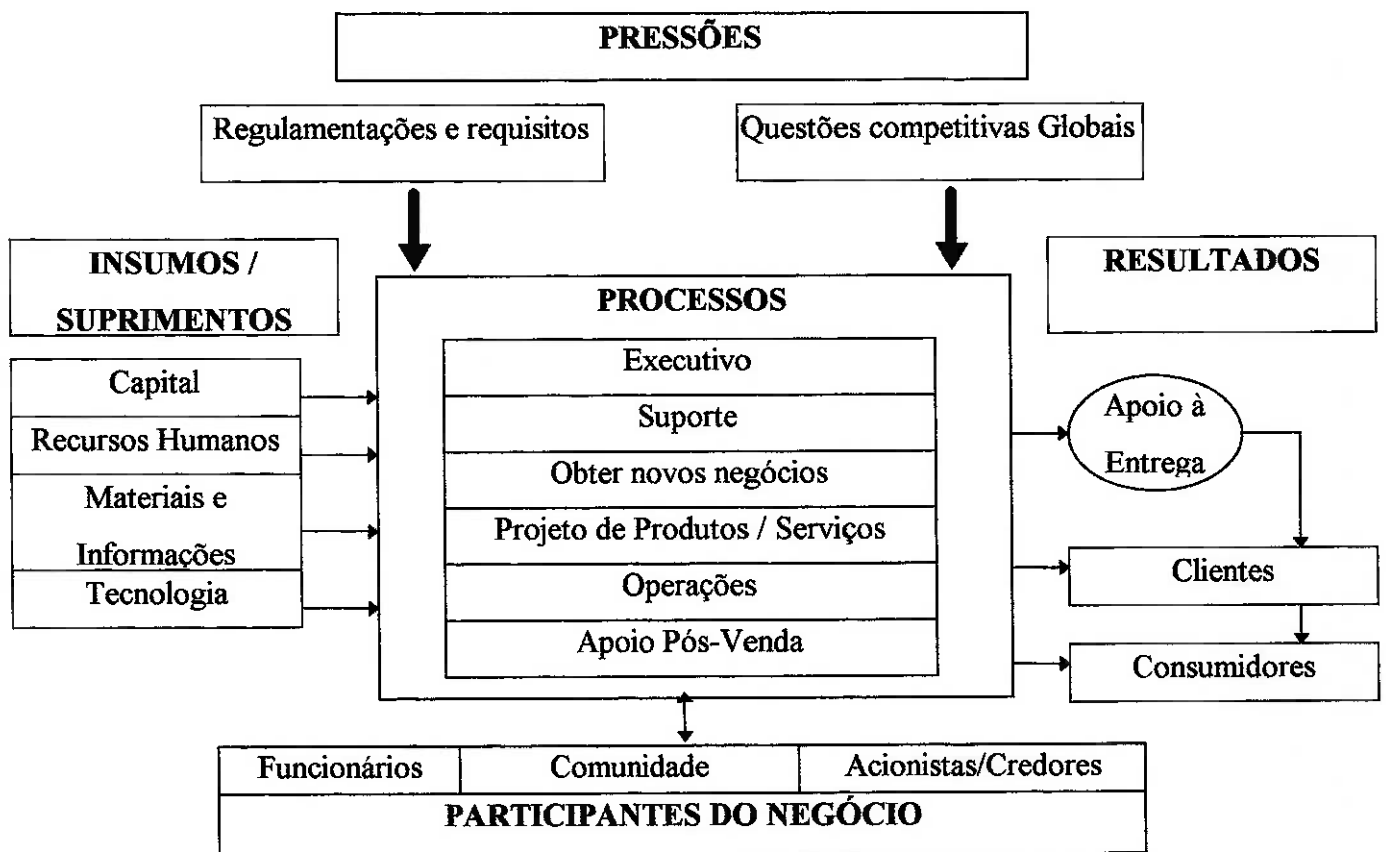 PRESSÕES
Regulamentações e requisitos
Questões competitivas Globais
INSUMOS /
SUPRIMENTOS
Capital
Recursos Humanos
Materiais e
Informações
Tecnologia
PROCESSOS
Executivo
Suporte
Obter novos negócios
Projeto de Produtos / Serviços
Operações
Apoio Pós-Venda
RESULTADOS
Apoio à
Entrega
Clientes
Consumidores
Funcionários
Comunidade
Acionistas/Credores
PARTICIPANTES DO NEGÓCIO